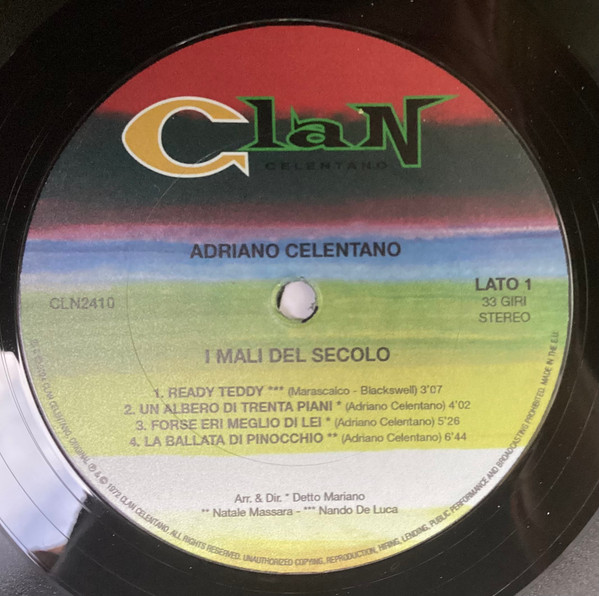 Clan
CELENTANO
ADRIANO CELENTANO
CLN2410
LATO 1
33 GIRI
STEREO
I MALI DEL SECOLO
1. READY TEDDY *** (Marascaico - Blackswell) 3'07
2. UN ALBERO DI TRENTA PIANI * (Adriano Celentano) 4'02
3. FORSE ERI MEGLIO DI LEI * (Adriano Celentano) 5'26
4. LA BALLATA DI PINOCCHIO ** (Adriano Celentano) 6'44
Arr. & Dir. * Detto Mariano
** Natale Massara - *** Nando De Luca
CLAN CELENTANO, ORIGINAL ℗ & © 1972 CLAN CELENTANO. ALL RIGHTS RESERVED. UNAUTHORIZED COPYING, REPRODUCTION, HIRING, LENDING, PUBLIC PERFORMANCE AND BROADCASTING PROHIBITED. MADE IN THE E.U.